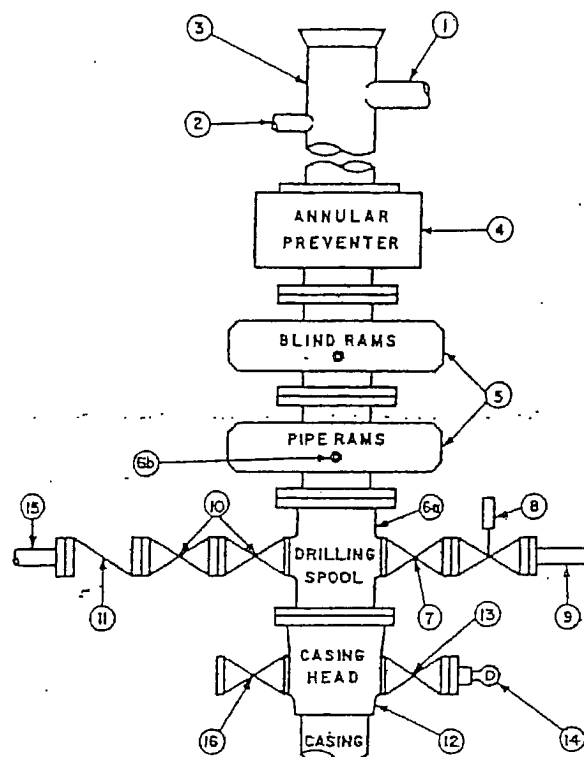 3
1
2
ANNULAR
PREVENTER
4
BLIND RAMS
5
PIPE RAMS
6b
15
10
6a
8
DRILLING
SPOOL
11
7
9
13
CASING
HEAD
D
16
12
14
CASING